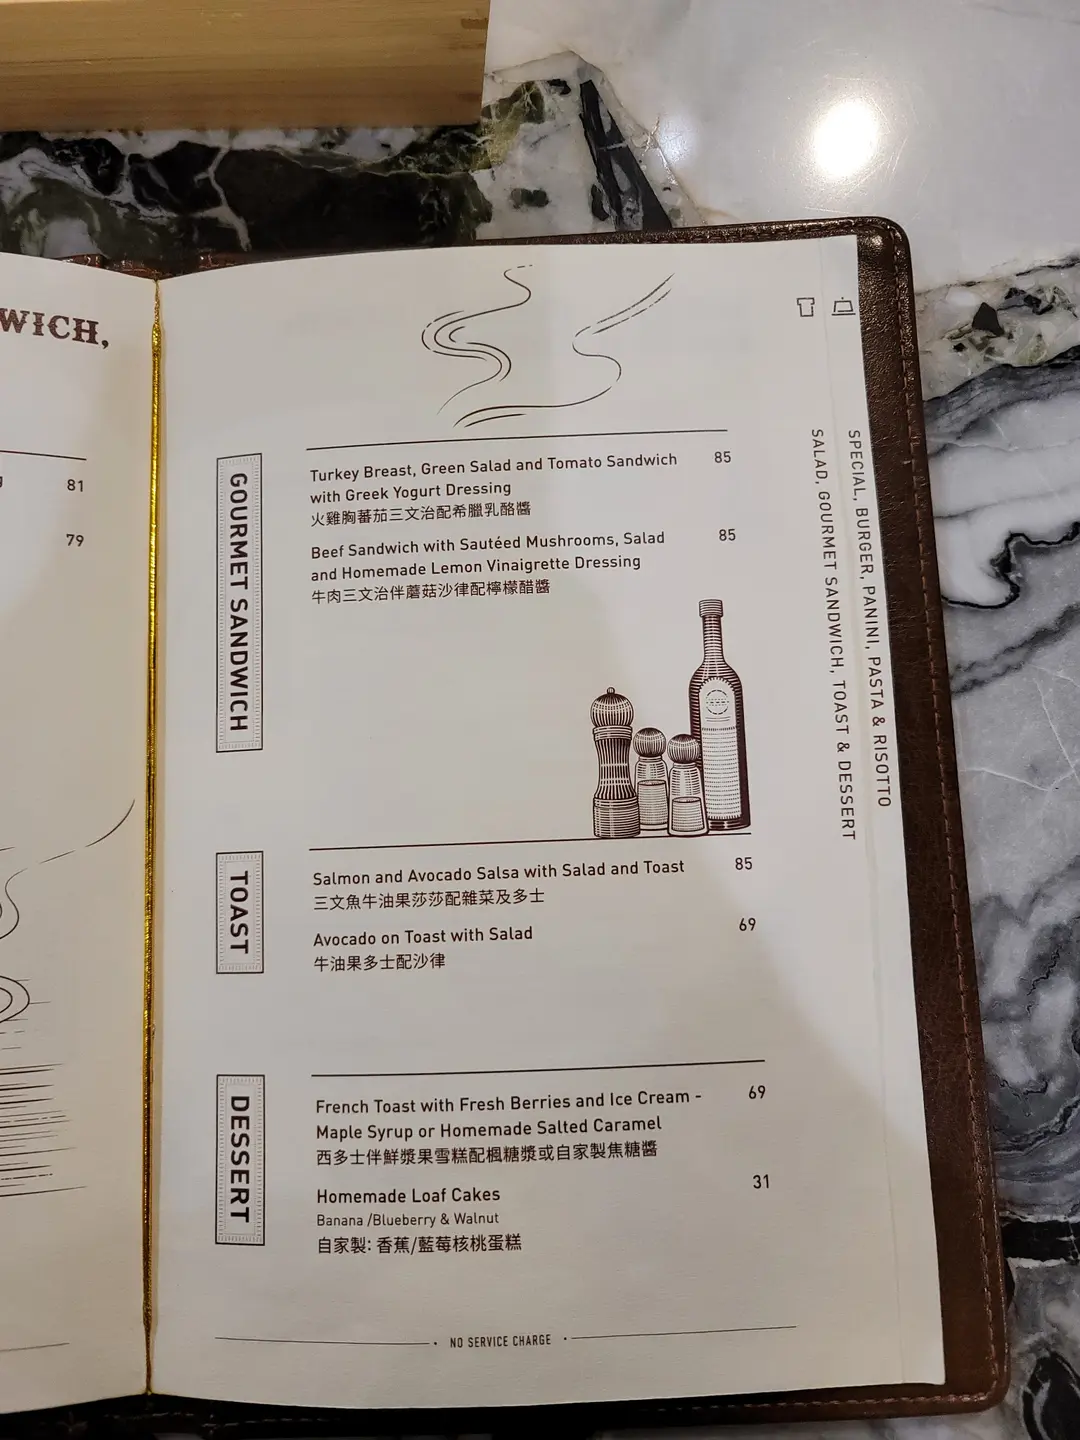 WICH,
81
79
GOURMET SANDWICH
Turkey Breast, Green Salad and Tomato Sandwich 85
with Greek Yogurt Dressing
火雞胸蕃茄三文治配希臘乳酪醬
Beef Sandwich with Sautéed Mushrooms, Salad 85
and Homemade Lemon Vinaigrette Dressing
牛肉三文治伴蘑菇沙律配檸檬醋醬
TOAST
Salmon and Avocado Salsa with Salad and Toast 85
三文魚牛油果莎莎配雜菜及多士
Avocado on Toast with Salad 69
牛油果多士配沙律
DESSERT
French Toast with Fresh Berries and Ice Cream - 69
Maple Syrup or Homemade Salted Caramel
西多士伴鮮漿果雪糕配楓糖漿或自家製焦糖醬
Homemade Loaf Cakes 31
Banana /Blueberry & Walnut
自家製: 香蕉/藍莓核桃蛋糕
• NO SERVICE CHARGE •
SPECIAL, BURGER, PANINI, PASTA & RISOTTO
SALAD, GOURMET SANDWICH, TOAST & DESSERT